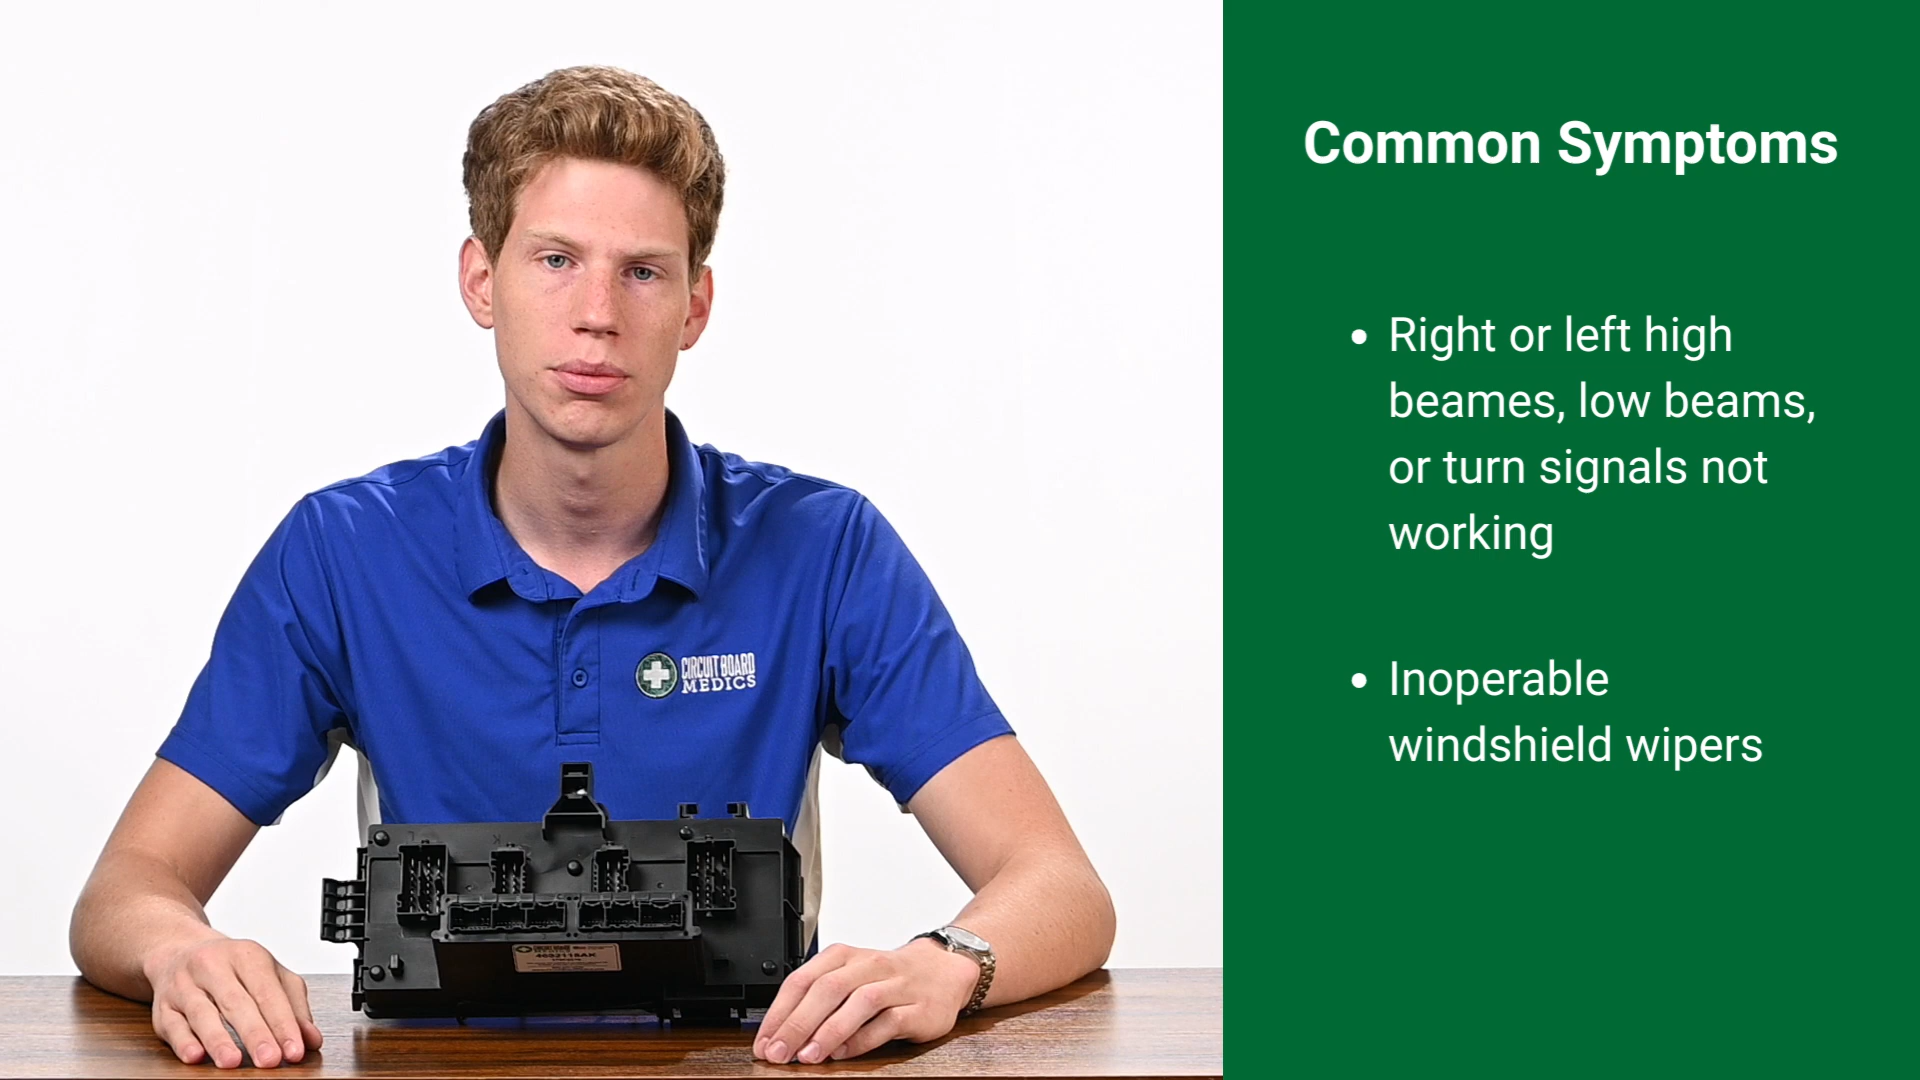 Common Symptoms
• Right or left high
beames, low beams,
or turn signals not
working
• Inoperable
windshield wipers
CIRCUIT BOARD
MEDICS